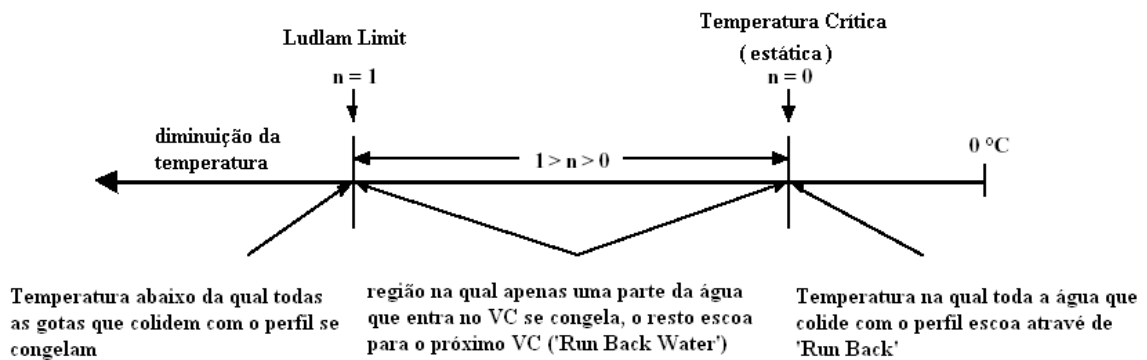 Ludlam Limit
n = 1
Temperatura Crítica
( estática )
n = 0
diminuição da
temperatura
1 > n > 0
0 °C
Temperatura abaixo da qual todas
as gotas que colidem com o perfil se
congelam
região na qual apenas uma parte da água
que entra no VC se congela, o resto escoa
para o próximo VC ('Run Back Water')
Temperatura na qual toda a água que
colide com o perfil escoa atravé de
'Run Back'